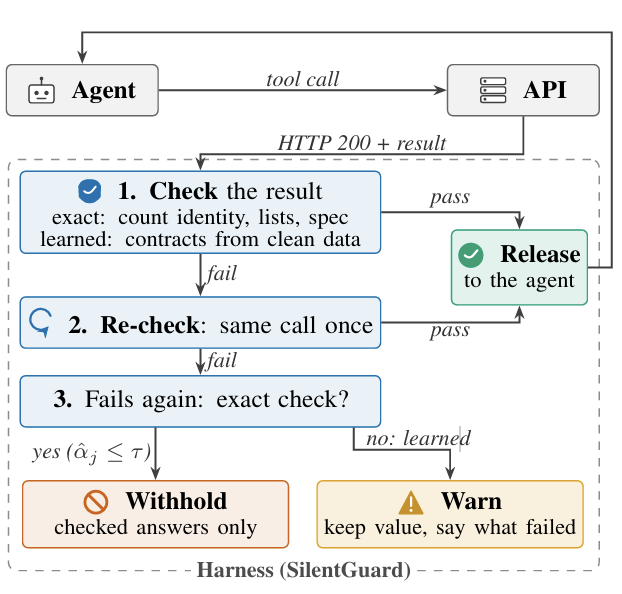 Agent
tool call
API
HTTP 200 + result
1. Check the result
exact: count identity, lists, spec
learned: contracts from clean data
pass
Release
to the agent
fail
2. Re-check: same call once
pass
fail
3. Fails again: exact check?
yes (α̂ⱼ ≤ τ)
no: learned
Withhold
checked answers only
Warn
keep value, say what failed
Harness (SilentGuard)